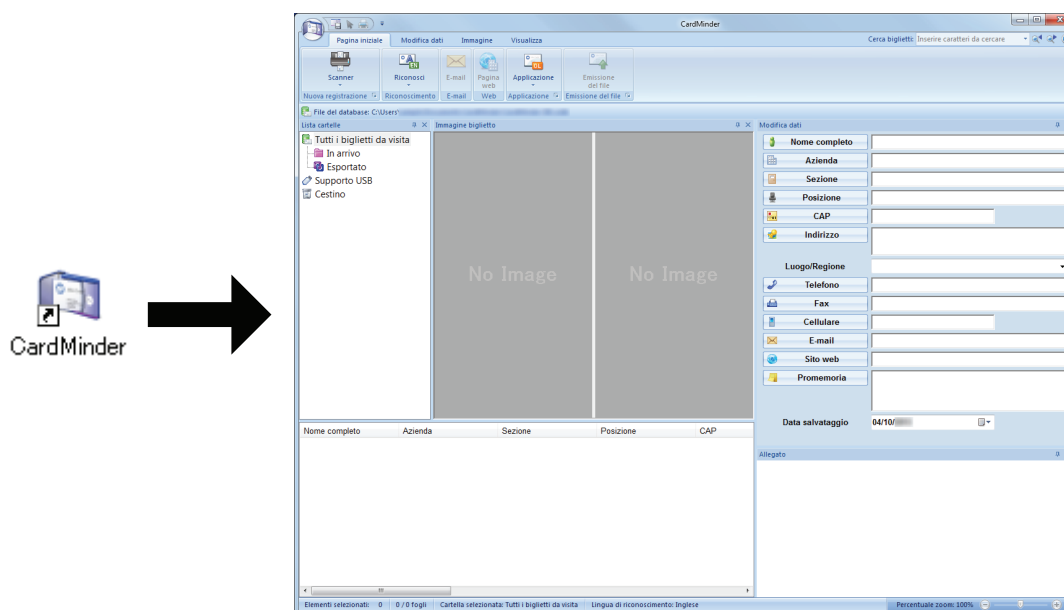 CardMinder
CardMinder
Pagina iniziale Modifica dati Immagine Visualizza
Cerca biglietti: Inserire caratteri da cercare
Scanner Riconosci E-mail Pagina web Applicazione Emissione del file
Nuova registrazione Riconoscimento E-mail Web Applicazione Emissione del file
File del database: C:\Users\
Lista cartelle
Tutti i biglietti da visita
In arrivo
Esportato
Supporto USB
Cestino
Immagine biglietto
No Image No Image
Modifica dati
Nome completo
Azienda
Sezione
Posizione
CAP
Indirizzo
Luogo/Regione
Telefono
Fax
Cellulare
E-mail
Sito web
Promemoria
Data salvataggio 04/10/
Nome completo Azienda Sezione Posizione CAP
Allegato
Elementi selezionati: 0 0 / 0 fogli Cartella selezionata: Tutti i biglietti da visita Lingua di riconoscimento: Inglese Percentuale zoom: 100%